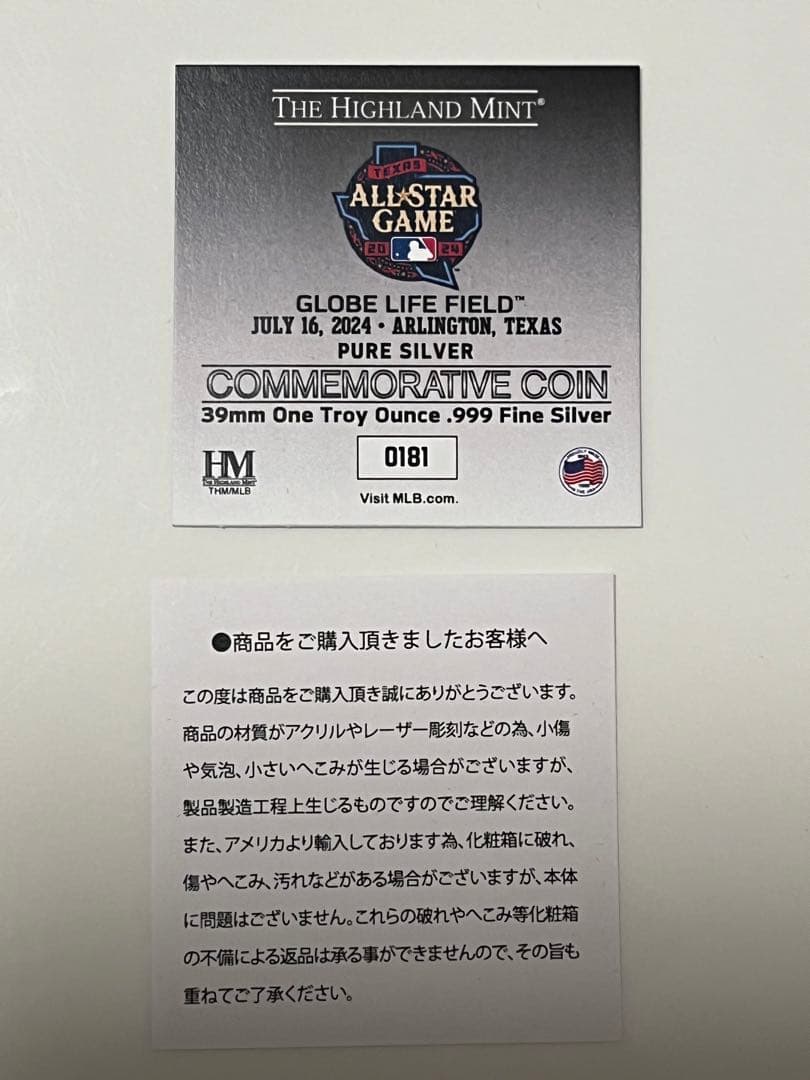 THE HIGHLAND MINT®
TEXAS
ALL★STAR
GAME
20 24
GLOBE LIFE FIELD™
JULY 16, 2024 • ARLINGTON, TEXAS
PURE SILVER
COMMEMORATIVE COIN
39mm One Troy Ounce .999 Fine Silver
0181
HM
THE HIGHLAND MINT
THM/MLB
Visit MLB.com.
●商品をご購入頂きましたお客様へ
この度は商品をご購入頂き誠にありがとうございます。
商品の材質がアクリルやレーザー彫刻などの為、小傷
や気泡、小さいへこみが生じる場合がございますが、
製品製造工程上生じるものですのでご理解ください。
また、アメリカより輸入しております為、化粧箱に破れ、
傷やへこみ、汚れなどがある場合がございますが、本体
に問題はございません。これらの破れやへこみ等化粧箱
の不備による返品は承る事ができませんので、その旨も
重ねてご了承ください。